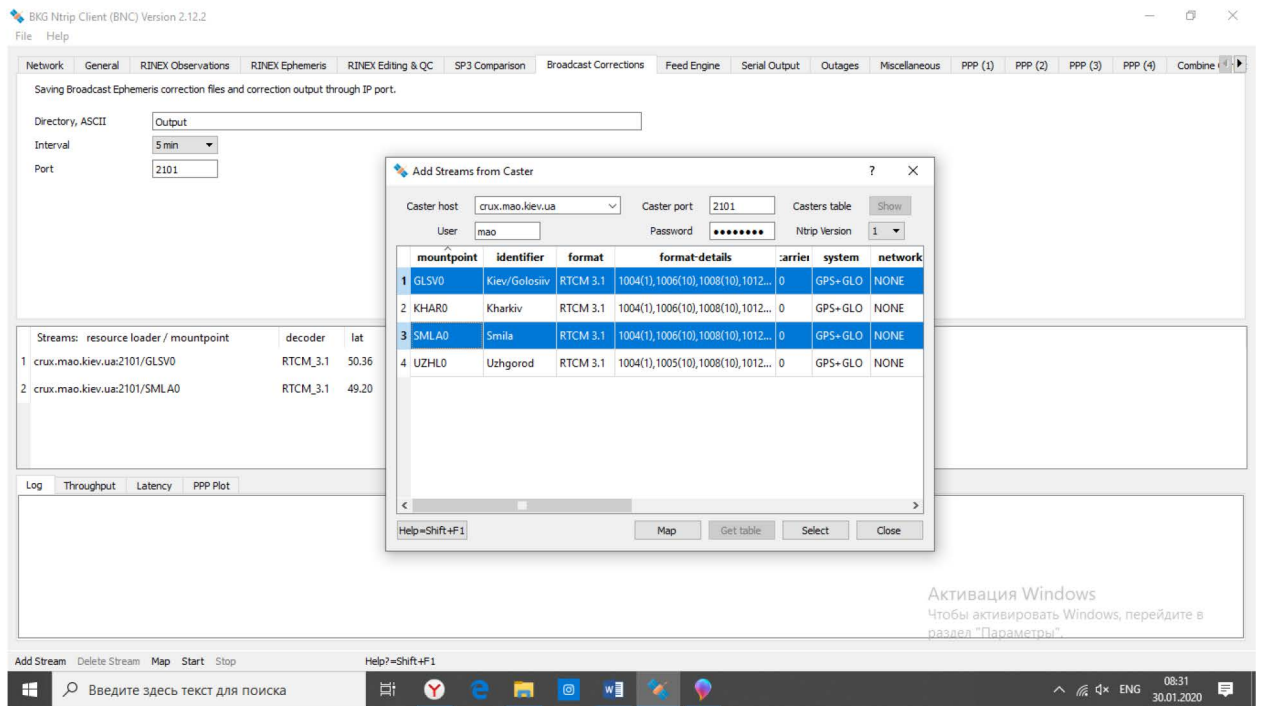 BKG Ntrip Client (BNC) Version 2.12.2
File Help
Network General RINEX Observations RINEX Ephemeris RINEX Editing & QC SP3 Comparison Broadcast Corrections Feed Engine Serial Output Outages Miscellaneous PPP (1) PPP (2) PPP (3) PPP (4) Combine
Saving Broadcast Ephemeris correction files and correction output through IP port.
Directory, ASCII Output
Interval 5 min
Port 2101
Add Streams from Caster ?
Caster host crux.mao.kiev.ua Caster port 2101 Casters table Show
User mao Password ●●●●●●●● Ntrip Version 1
mountpoint identifier format format-details :arrier system network
1 GLSV0 Kiev/Golosiiv RTCM 3.1 1004(1),1006(10),1008(10),1012... 0 GPS+GLO NONE
2 KHAR0 Kharkiv RTCM 3.1 1004(1),1006(10),1008(10),1012... 0 GPS+GLO NONE
3 SMLA0 Smila RTCM 3.1 1004(1),1006(10),1008(10),1012... 0 GPS+GLO NONE
4 UZHL0 Uzhgorod RTCM 3.1 1004(1),1005(10),1008(10),1012... 0 GPS+GLO NONE
Help=Shift+F1 Map Get table Select Close
Streams: resource loader / mountpoint decoder lat
1 crux.mao.kiev.ua:2101/GLSV0 RTCM_3.1 50.36
2 crux.mao.kiev.ua:2101/SMLA0 RTCM_3.1 49.20
Log Throughput Latency PPP Plot
Активация Windows
Чтобы активировать Windows, перейдите в
раздел "Параметры".
Add Stream Delete Stream Map Start Stop Help?=Shift+F1
Введите здесь текст для поиска
ENG 08:31
30.01.2020